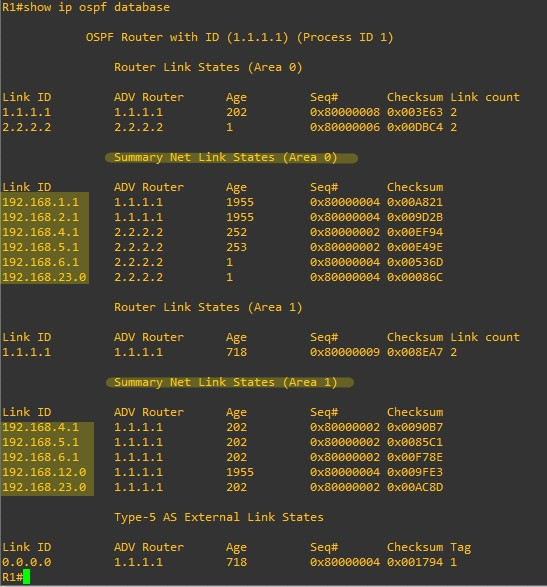 R1#show ip ospf database
OSPF Router with ID (1.1.1.1) (Process ID 1)
Router Link States (Area 0)
Link ID ADV Router Age Seq# Checksum Link count
1.1.1.1 1.1.1.1 202 0x80000008 0x003E63 2
2.2.2.2 2.2.2.2 1 0x80000006 0x00DBC4 2
Summary Net Link States (Area 0)
Link ID ADV Router Age Seq# Checksum
192.168.1.1 1.1.1.1 1955 0x80000004 0x00A821
192.168.2.1 1.1.1.1 1955 0x80000004 0x009D2B
192.168.4.1 2.2.2.2 252 0x80000002 0x00EF94
192.168.5.1 2.2.2.2 253 0x80000002 0x00E49E
192.168.6.1 2.2.2.2 1 0x80000004 0x00536D
192.168.23.0 2.2.2.2 1 0x80000004 0x00086C
Router Link States (Area 1)
Link ID ADV Router Age Seq# Checksum Link count
1.1.1.1 1.1.1.1 718 0x80000009 0x008EA7 2
Summary Net Link States (Area 1)
Link ID ADV Router Age Seq# Checksum
192.168.4.1 1.1.1.1 202 0x80000002 0x0090B7
192.168.5.1 1.1.1.1 202 0x80000002 0x0085C1
192.168.6.1 1.1.1.1 202 0x80000002 0x00F78E
192.168.12.0 1.1.1.1 1955 0x80000004 0x009FE3
192.168.23.0 1.1.1.1 202 0x80000002 0x00AC8D
Type-5 AS External Link States
Link ID ADV Router Age Seq# Checksum Tag
0.0.0.0 1.1.1.1 718 0x80000004 0x001794 1
R1#